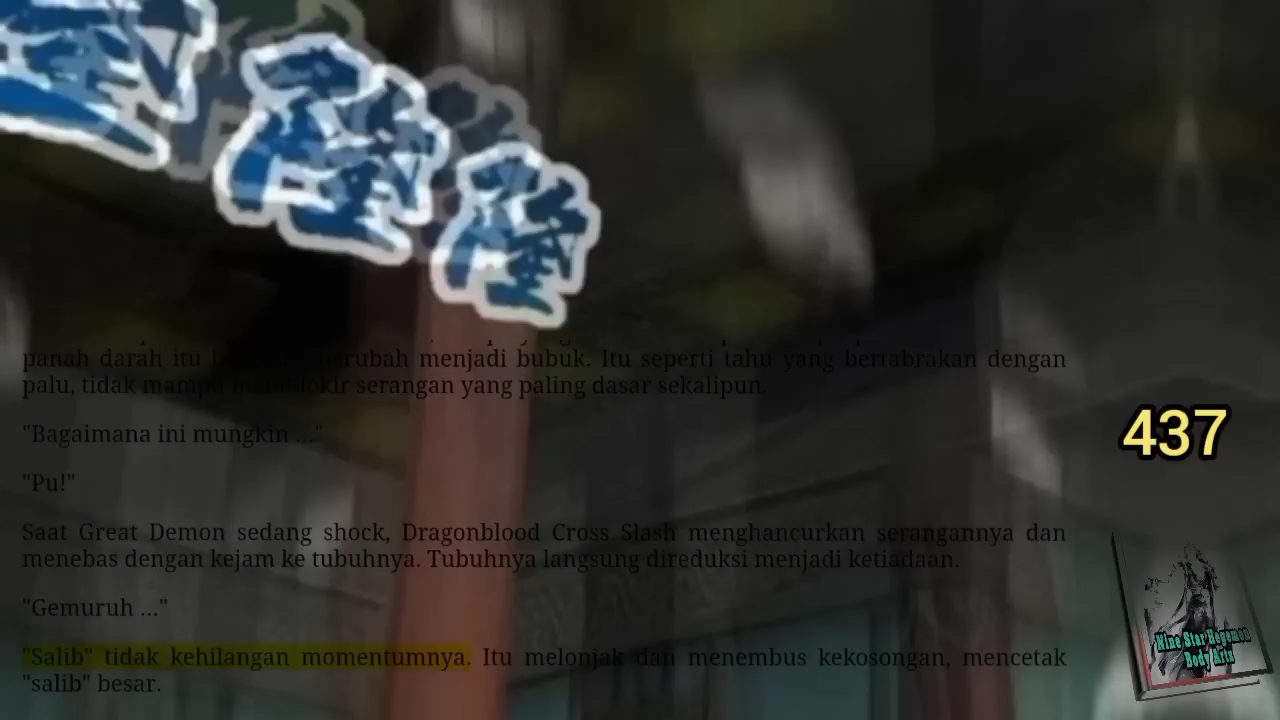 隆隆
panah darah itu berubah menjadi bubuk. Itu seperti tahu yang bertabrakan dengan
palu, tidak mampu memblokir serangan yang paling dasar sekalipun.
"Bagaimana ini mungkin ..."
437
"Pu!"
Saat Great Demon sedang shock, Dragonblood Cross Slash menghancurkan serangannya dan
menebas dengan kejam ke tubuhnya. Tubuhnya langsung direduksi menjadi ketiadaan.
"Gemuruh ..."
"Salib" tidak kehilangan momentumnya. Itu melonjak dan menembus kekosongan, mencetak
"salib" besar.
Nine Star Hegemon
Body Arts